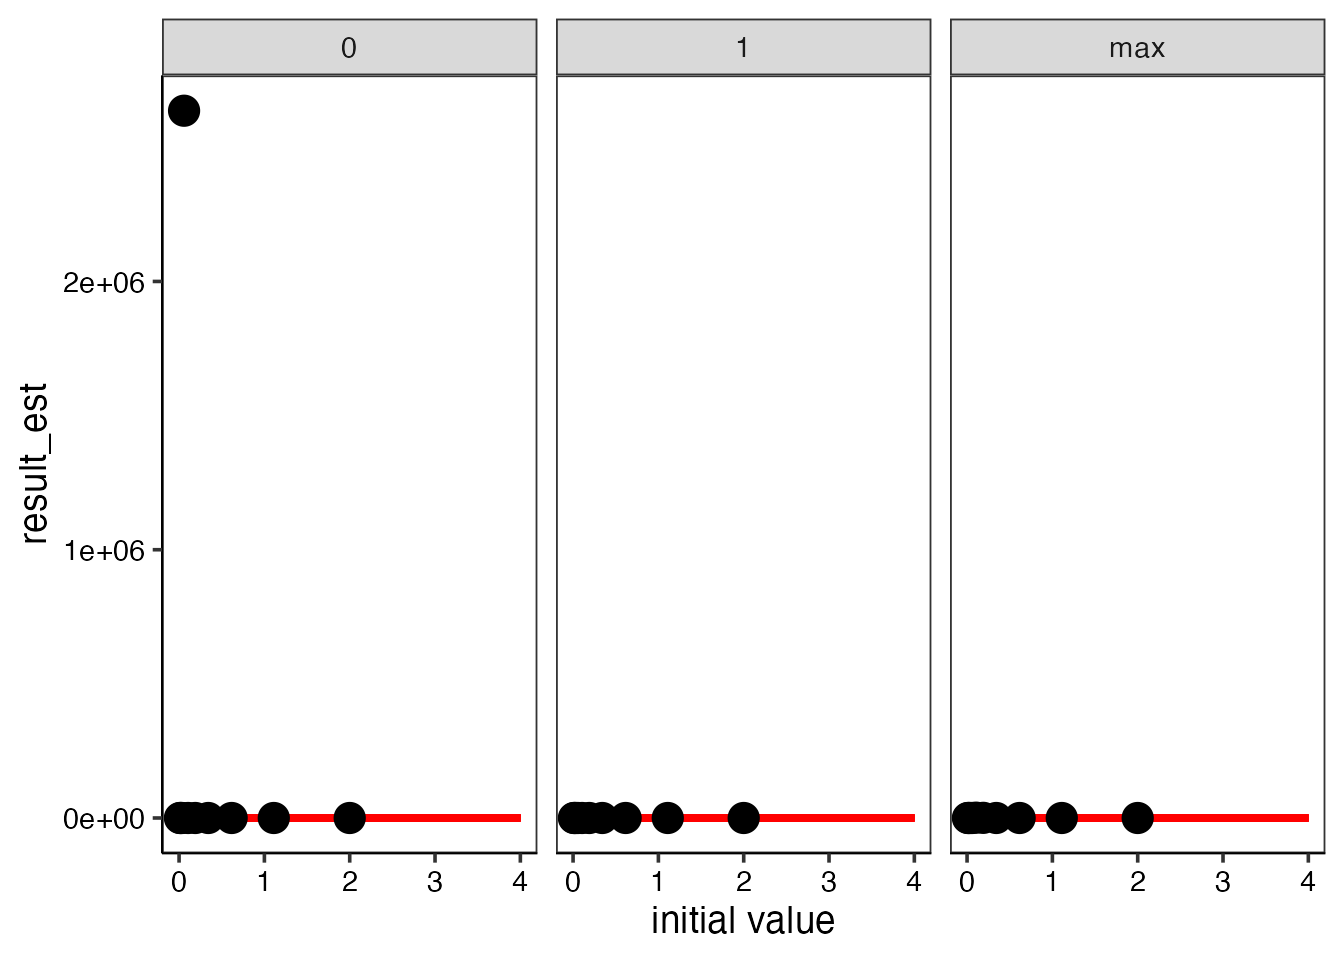 0 1 max
2e+06
1e+06
0e+00
result_est
0 1 2 3 4 0 1 2 3 4 0 1 2 3 4
initial value